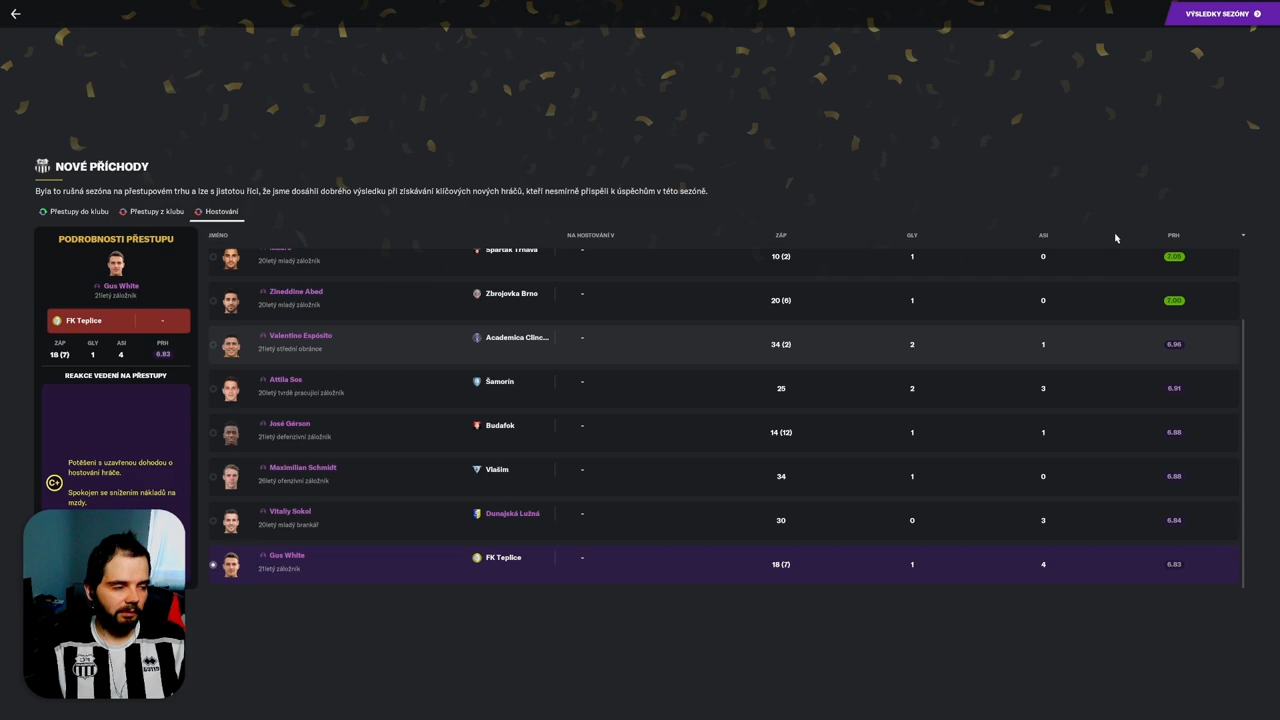 VÝSLEDKY SEZÓNY
NOVÉ PŘÍCHODY
Byla to rušná sezóna na přestupovém trhu a lze s jistotou říci, že jsme dosáhli dobrého výsledku při získávání klíčových nových hráčů, kteří nesmírně přispěli k úspěchům v této sezóně.
Přestupy do klubu Přestupy z klubu Hostování
PODROBNOSTI PŘESTUPU
Gus White
21letý záložník
FK Teplice -
ZÁP GLY ASI PRH
18 (7) 1 4 6.83
REAKCE VEDENÍ NA PŘESTUPY
C+
Potěšeni s uzavřenou dohodou o
hostování hráče.
Spokojen se snížením nákladů na
mzdy.
JMÉNO NA HOSTOVÁNÍ V ZÁP GLY ASI PRH
Spartak Trnava - 10 (2) 1 0 7.05
20letý mladý záložník
Zineddine Abed Zbrojovka Brno - 20 (6) 1 0 7.00
20letý mladý záložník
Valentino Espósito Academica Clinc... - 34 (2) 2 1 6.96
21letý střední obránce
Attila Sos Šamorín - 25 2 3 6.91
20letý tvrdě pracující záložník
José Gérson Budafok - 14 (12) 1 1 6.88
21letý defenzivní záložník
Maximilian Schmidt Vlašim - 34 1 0 6.88
26letý ofenzivní záložník
Vitaliy Sokol Dunajská Lužná - 30 0 3 6.84
20letý mladý brankář
Gus White FK Teplice - 18 (7) 1 4 6.83
21letý záložník